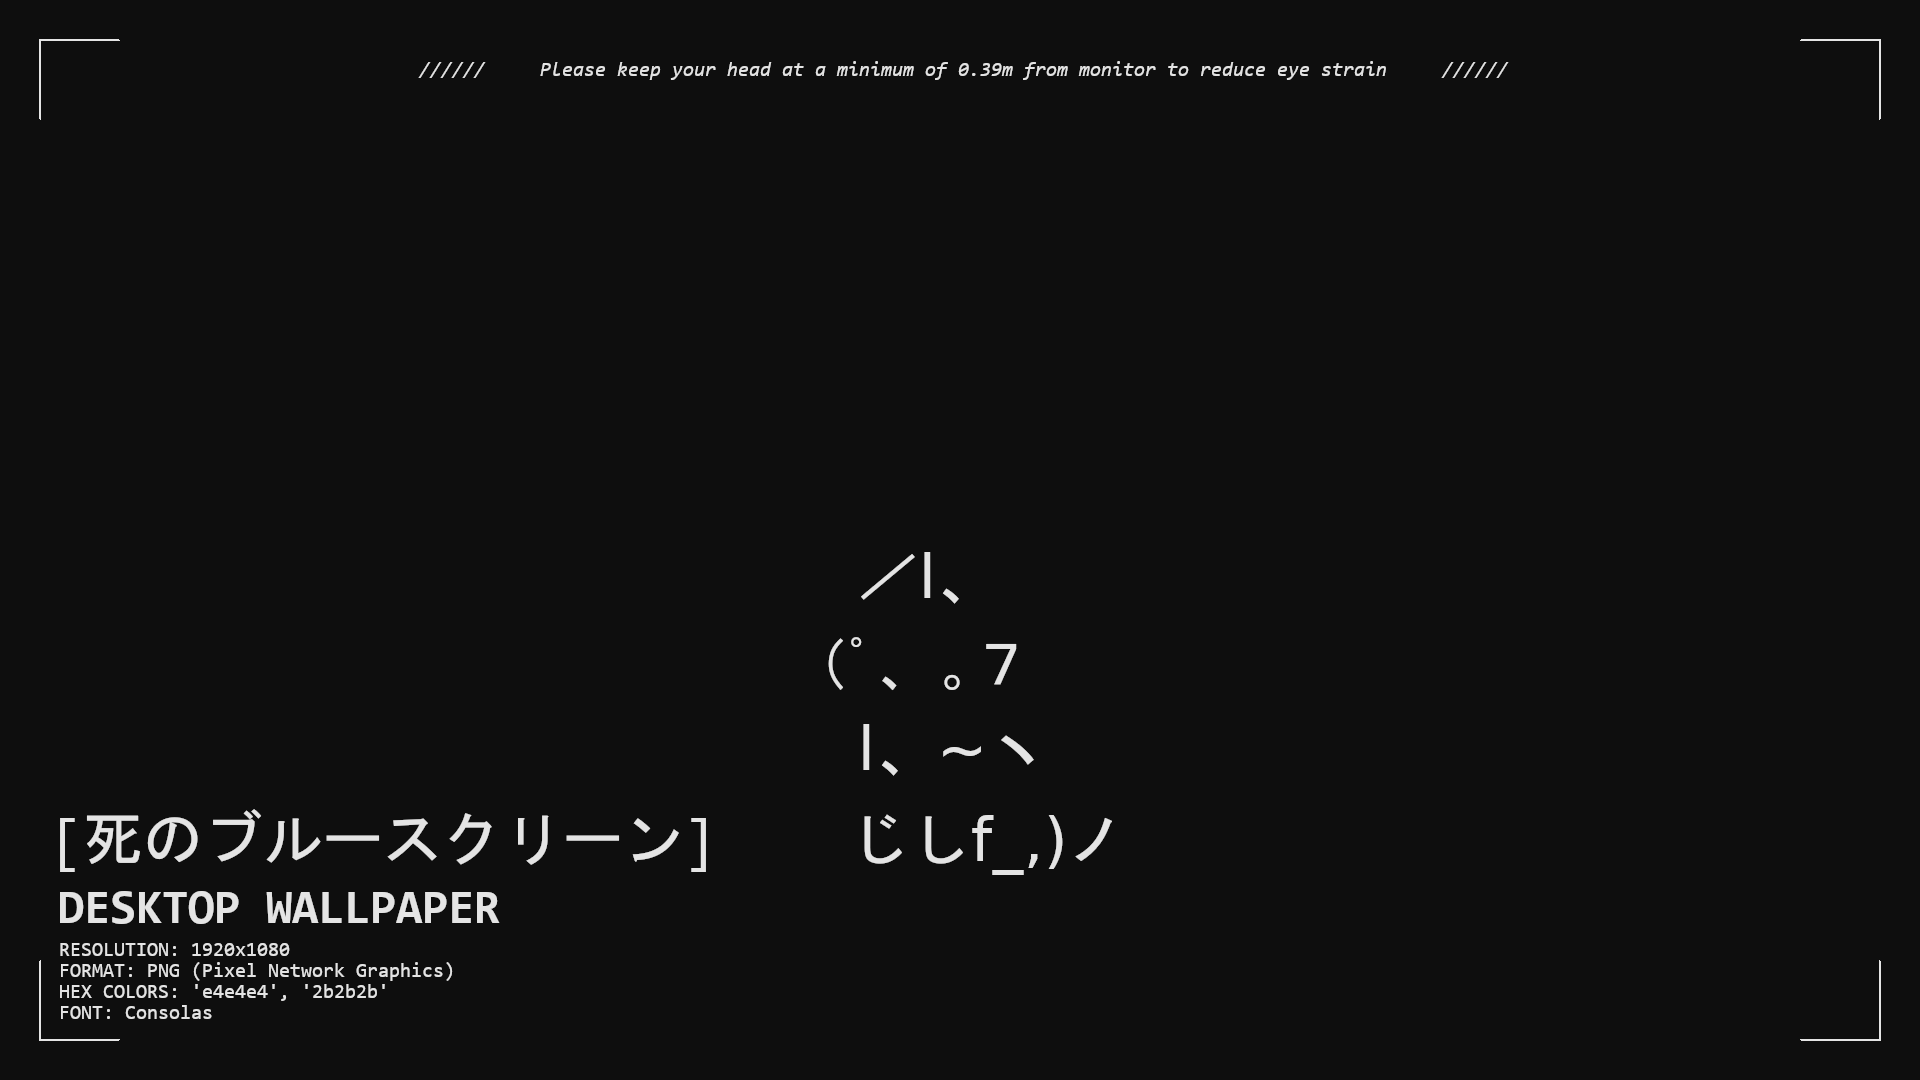 ////// Please keep your head at a minimum of 0.39m from monitor to reduce eye strain //////
／l、
（ﾟ、 。7
l、 ~ヽ
じしf_,)ノ
[死のブルースクリーン]
DESKTOP WALLPAPER
RESOLUTION: 1920x1080
FORMAT: PNG (Pixel Network Graphics)
HEX COLORS: 'e4e4e4', '2b2b2b'
FONT: Consolas